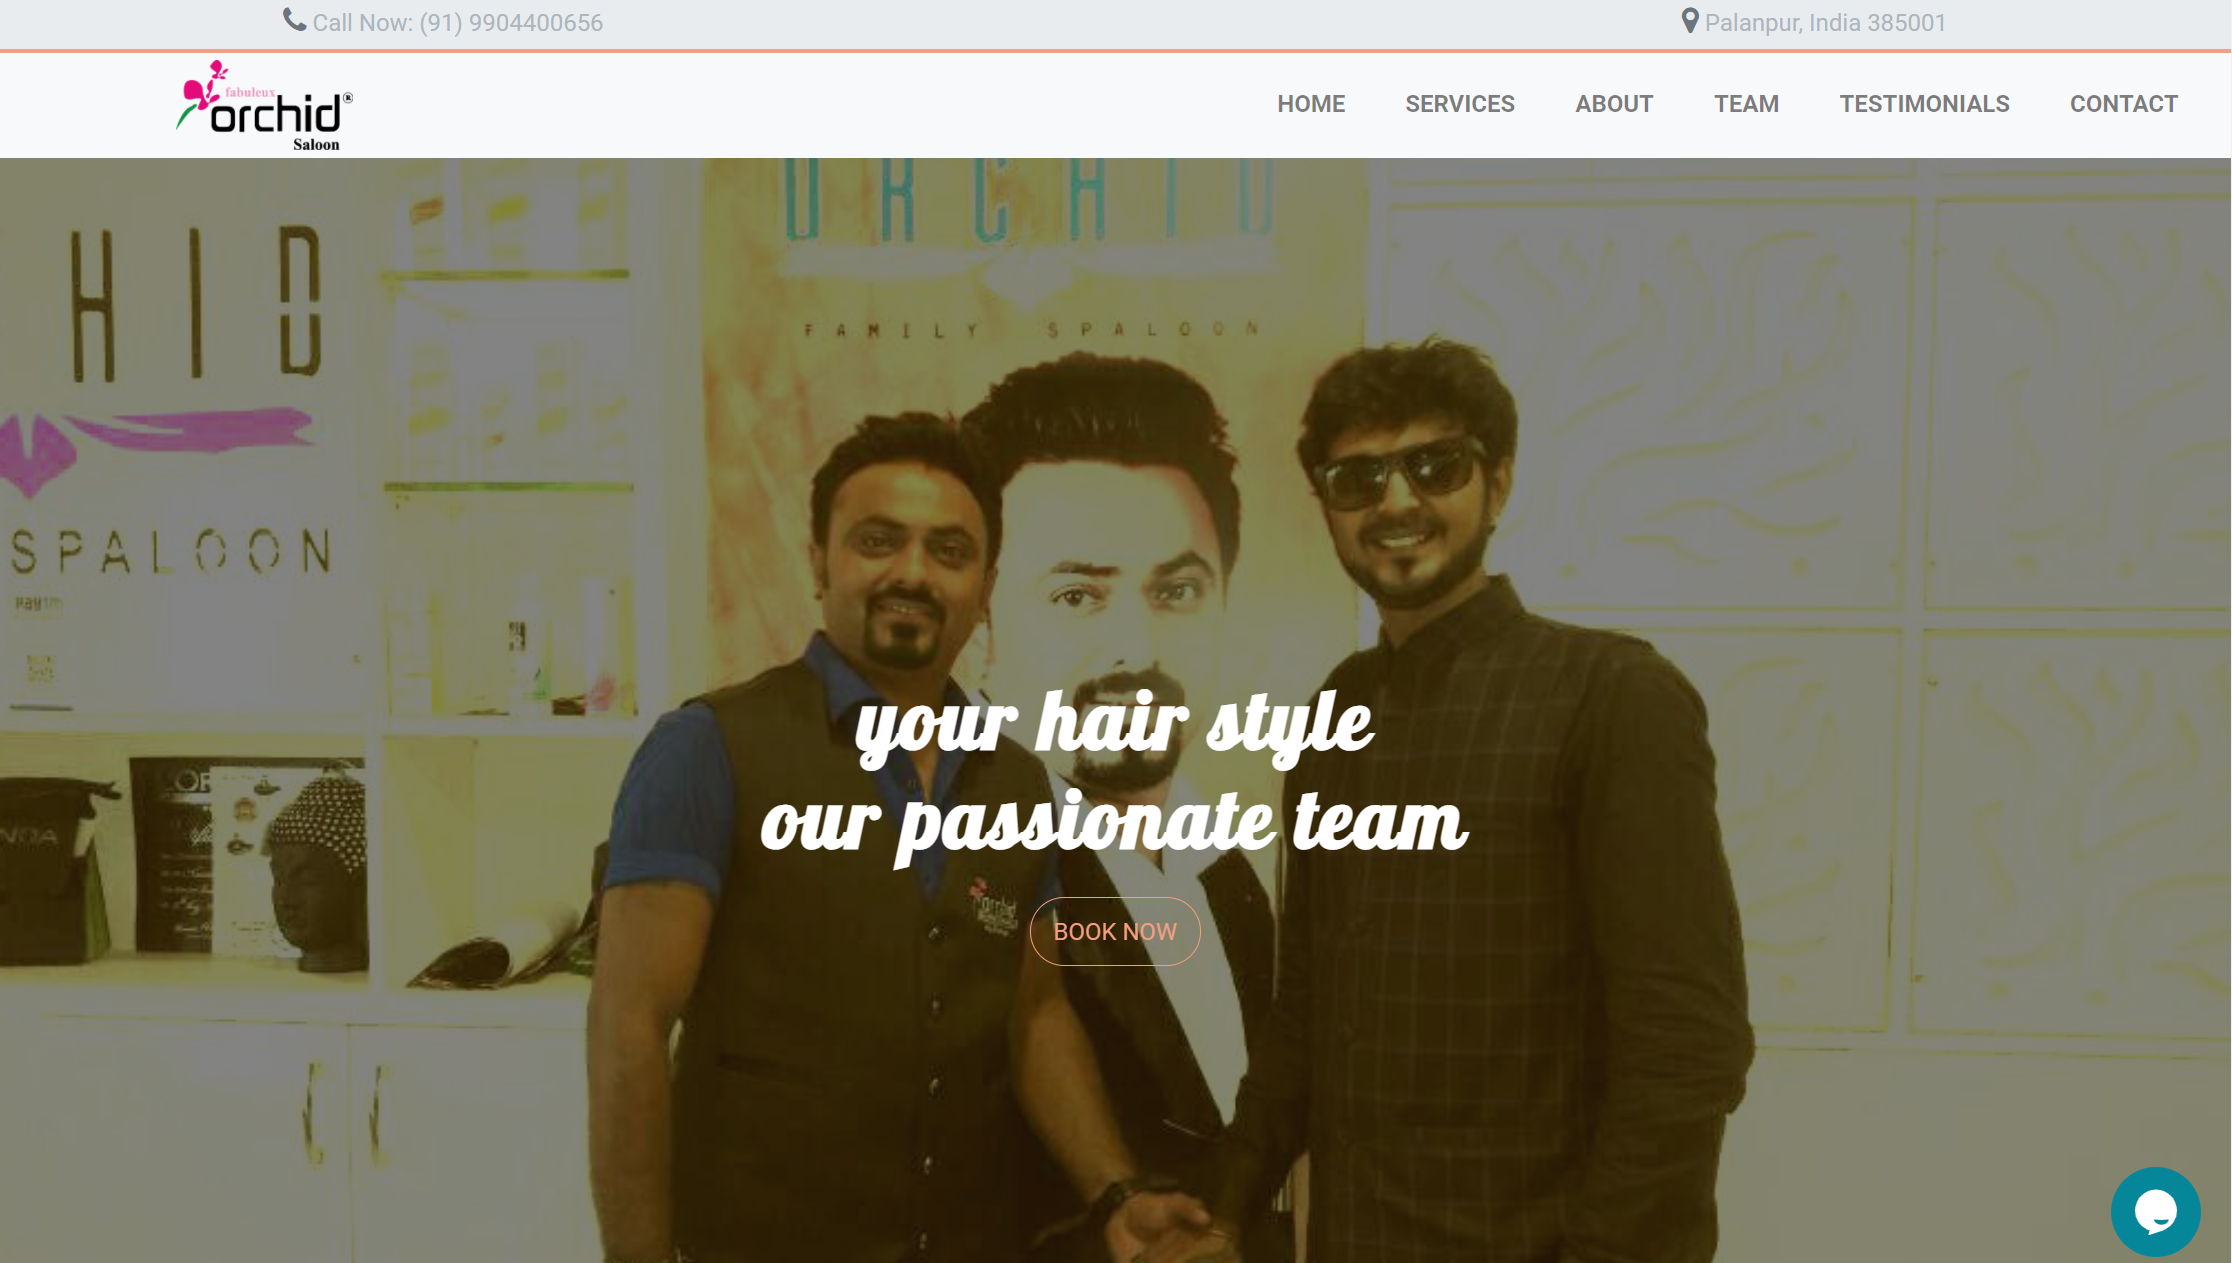 Call Now: (91) 9904400656
Palanpur, India 385001
fabuleux
orchid®
Saloon
HOME SERVICES ABOUT TEAM TESTIMONIALS CONTACT
ORCHID
FAMILY SPALOON
HID
SPALOON
paytm
your hair style
our passionate team
orchid
BOOK NOW